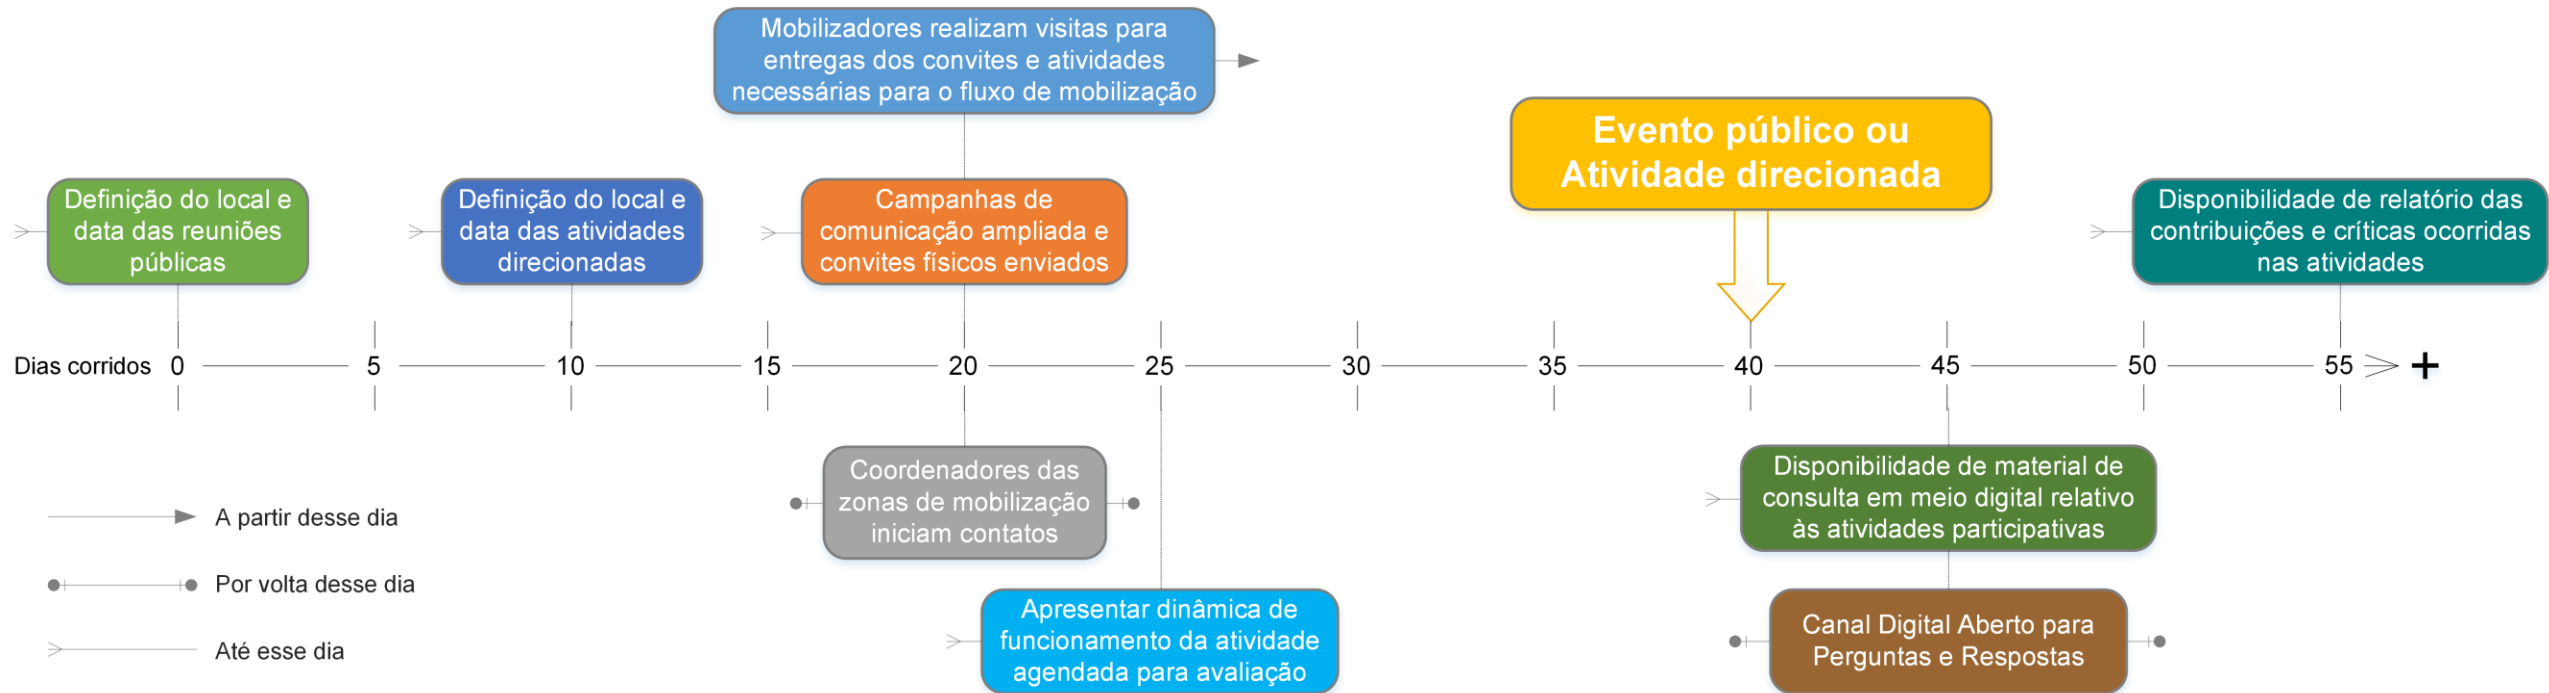 Mobilizadores realizam visitas para
entregas dos convites e atividades
necessárias para o fluxo de mobilização
Evento público ou
Atividade direcionada
Definição do local e
data das reuniões
públicas
Definição do local e
data das atividades
direcionadas
Campanhas de
comunicação ampliada e
convites físicos enviados
Disponibilidade de relatório das
contribuições e críticas ocorridas
nas atividades
Dias corridos 0 5 10 15 20 25 30 35 40 45 50 55 +
Coordenadores das
zonas de mobilização
iniciam contatos
Disponibilidade de material de
consulta em meio digital relativo
às atividades participativas
A partir desse dia
Por volta desse dia
Até esse dia
Apresentar dinâmica de
funcionamento da atividade
agendada para avaliação
Canal Digital Aberto para
Perguntas e Respostas